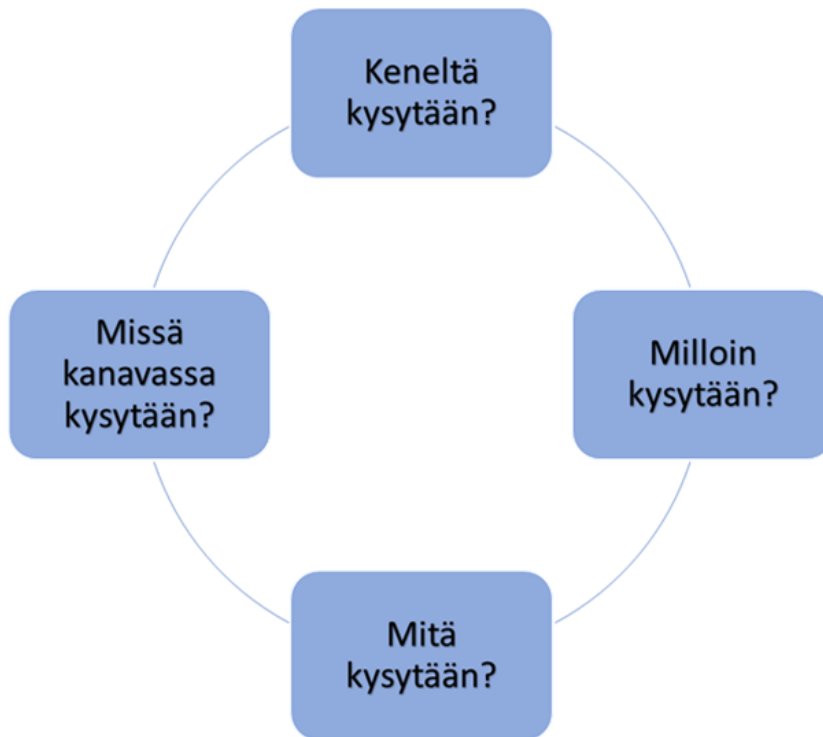 Keneltä
kysytään?
Milloin
kysytään?
Mitä
kysytään?
Missä
kanavassa
kysytään?